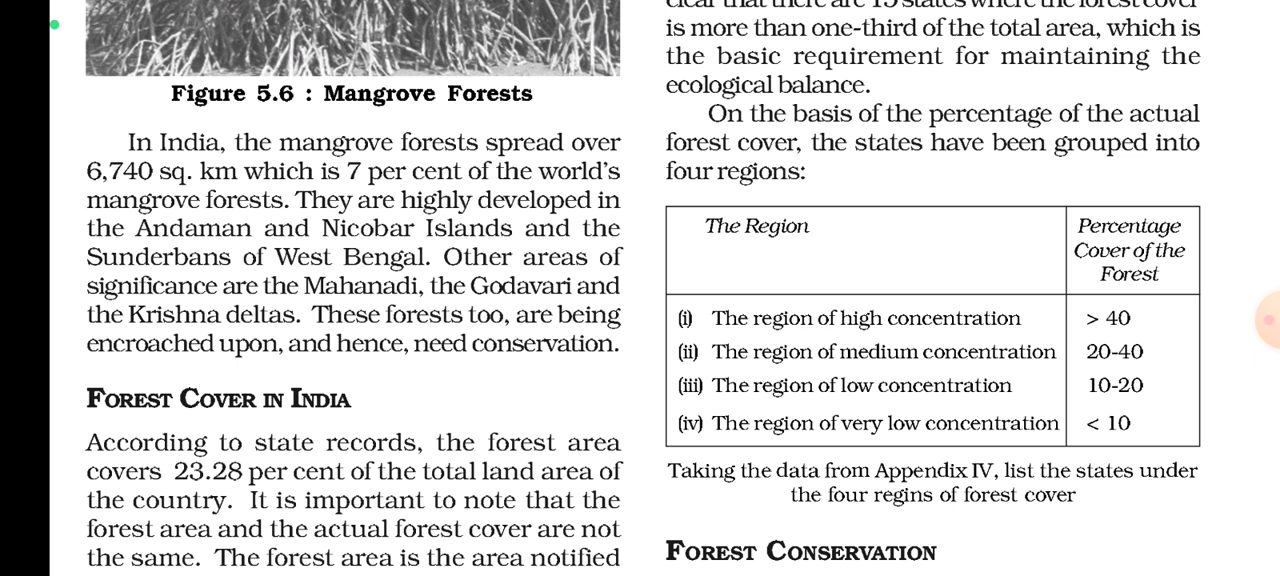 Figure 5.6 : Mangrove Forests
In India, the mangrove forests spread over
6,740 sq. km which is 7 per cent of the world's
mangrove forests. They are highly developed in
the Andaman and Nicobar Islands and the
Sunderbans of West Bengal. Other areas of
significance are the Mahanadi, the Godavari and
the Krishna deltas. These forests too, are being
encroached upon, and hence, need conservation.
FOREST COVER IN INDIA
According to state records, the forest area
covers 23.28 per cent of the total land area of
the country. It is important to note that the
forest area and the actual forest cover are not
the same. The forest area is the area notified
clear that there are 15 states where the forest cover
is more than one-third of the total area, which is
the basic requirement for maintaining the
ecological balance.
On the basis of the percentage of the actual
forest cover, the states have been grouped into
four regions:
The Region
Percentage
Cover of the
Forest
(i) The region of high concentration > 40
(ii) The region of medium concentration 20-40
(iii) The region of low concentration 10-20
(iv) The region of very low concentration < 10
Taking the data from Appendix IV, list the states under
the four regins of forest cover
FOREST CONSERVATION